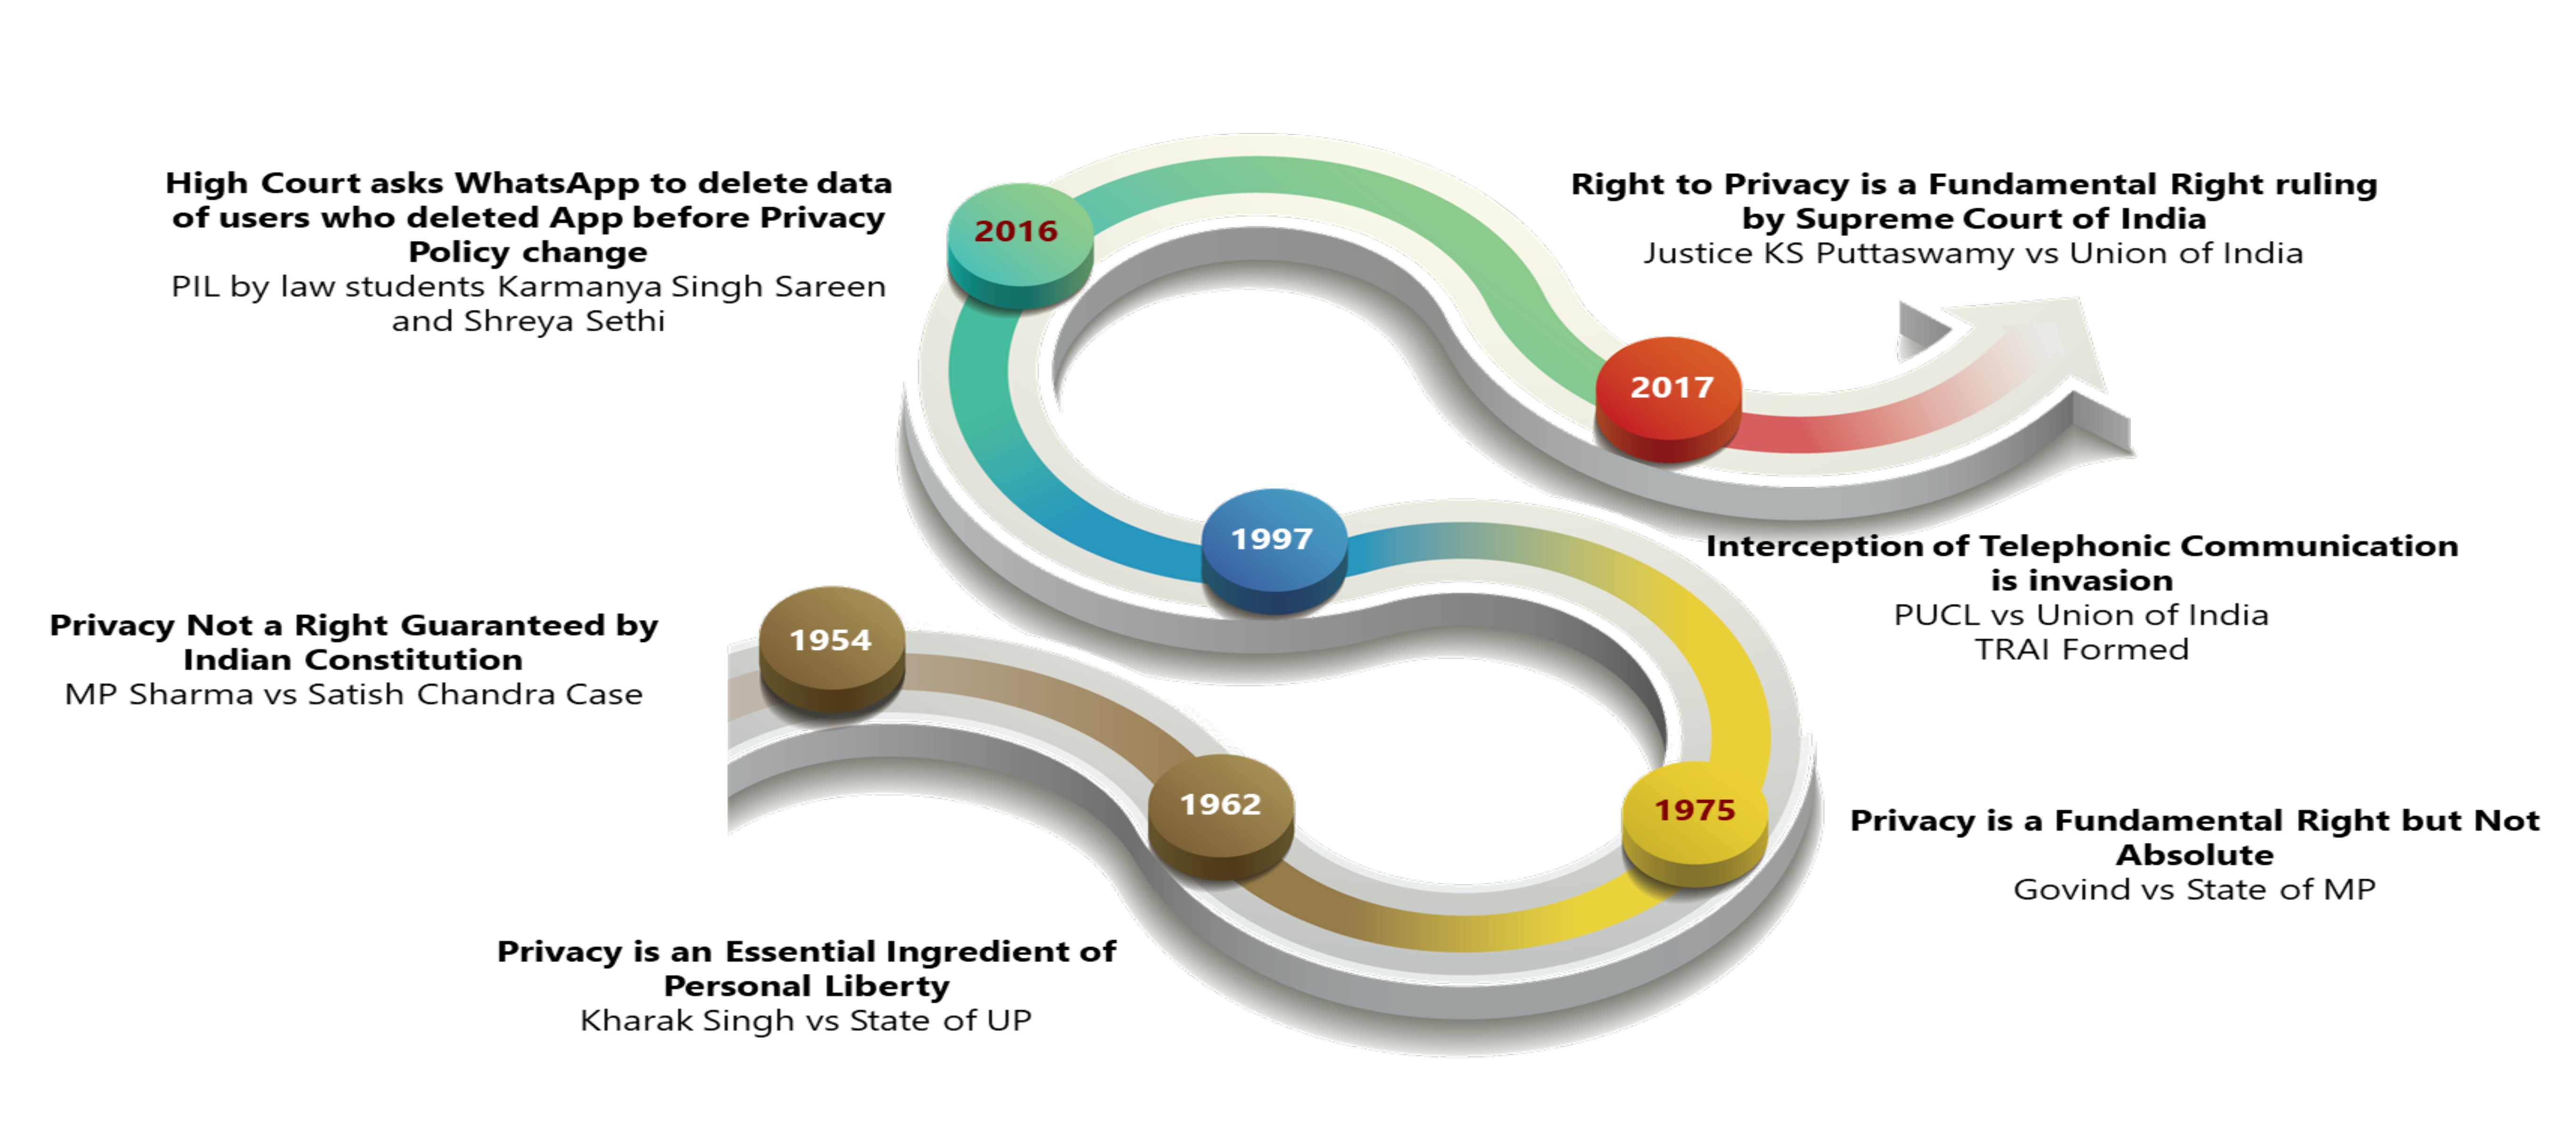 High Court asks WhatsApp to delete data
of users who deleted App before Privacy
Policy change
PIL by law students Karmanya Singh Sareen
and Shreya Sethi
2016
Right to Privacy is a Fundamental Right ruling
by Supreme Court of India
Justice KS Puttaswamy vs Union of India
2017
1997
Interception of Telephonic Communication
is invasion
PUCL vs Union of India
TRAI Formed
Privacy Not a Right Guaranteed by
Indian Constitution
MP Sharma vs Satish Chandra Case
1954
1962
1975
Privacy is a Fundamental Right but Not
Absolute
Govind vs State of MP
Privacy is an Essential Ingredient of
Personal Liberty
Kharak Singh vs State of UP